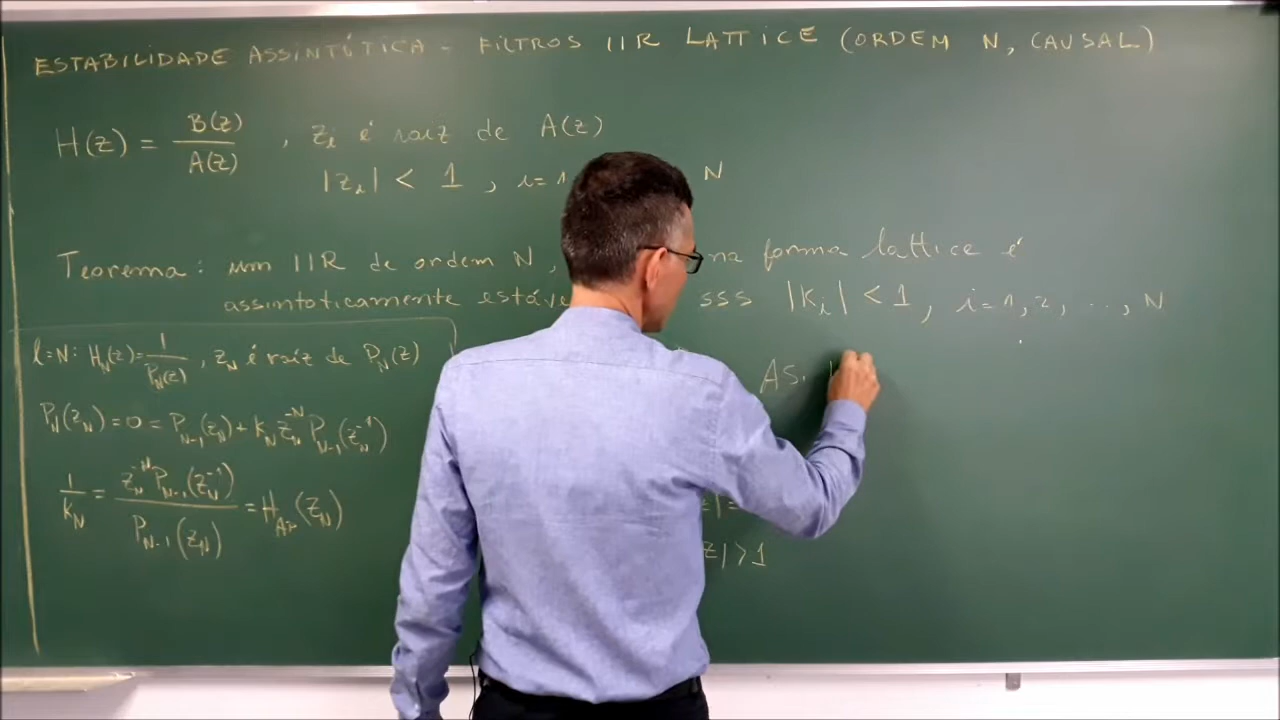 ESTABILIDADE ASSINTÓTICA - FILTROS IIR LATTICE (ORDEM N, CAUSAL)
H(z) = B(z) / A(z) , z_i é raiz de A(z)
|z_i| < 1 , i=1 N
Teorema: um IIR de ordem N, na forma lattice é
assintoticamente estáve sss |K_i| < 1, i=1,2, ..., N
l=N: H_N(z)= 1 / P_N(z) , z_N é raiz de P_N(z)
P_N(z_N)=0= P_{N-1}(z_N)+K_N z_N^{-N} P_{N-1}(z_N^{-1})
1 / K_N = z_N^{-N} P_{N-1}(z_N^{-1}) / P_{N-1}(z_N) = H_{AP}(z_N)
AS.
|z|>1